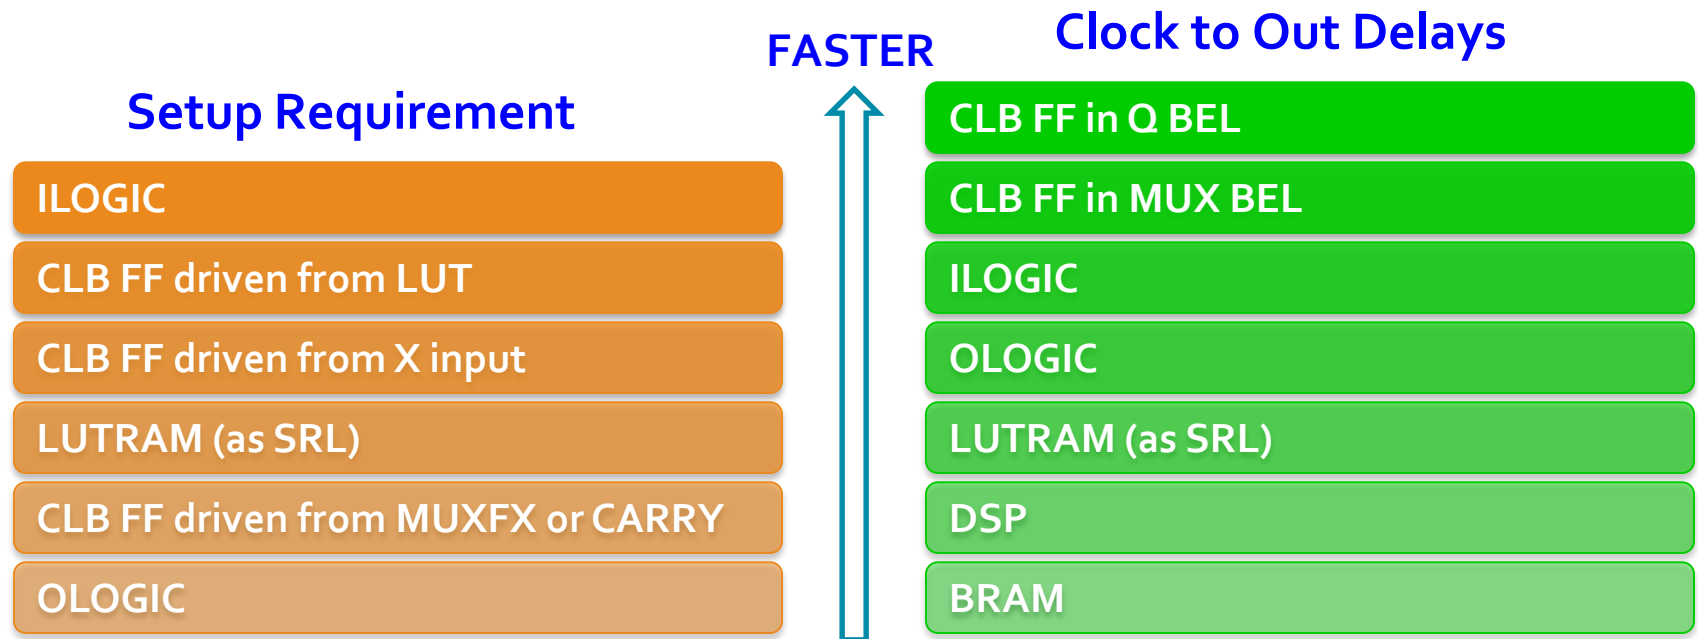 Setup Requirement
ILOGIC
CLB FF driven from LUT
CLB FF driven from X input
LUTRAM (as SRL)
CLB FF driven from MUXFX or CARRY
OLOGIC
FASTER
Clock to Out Delays
CLB FF in Q BEL
CLB FF in MUX BEL
ILOGIC
OLOGIC
LUTRAM (as SRL)
DSP
BRAM